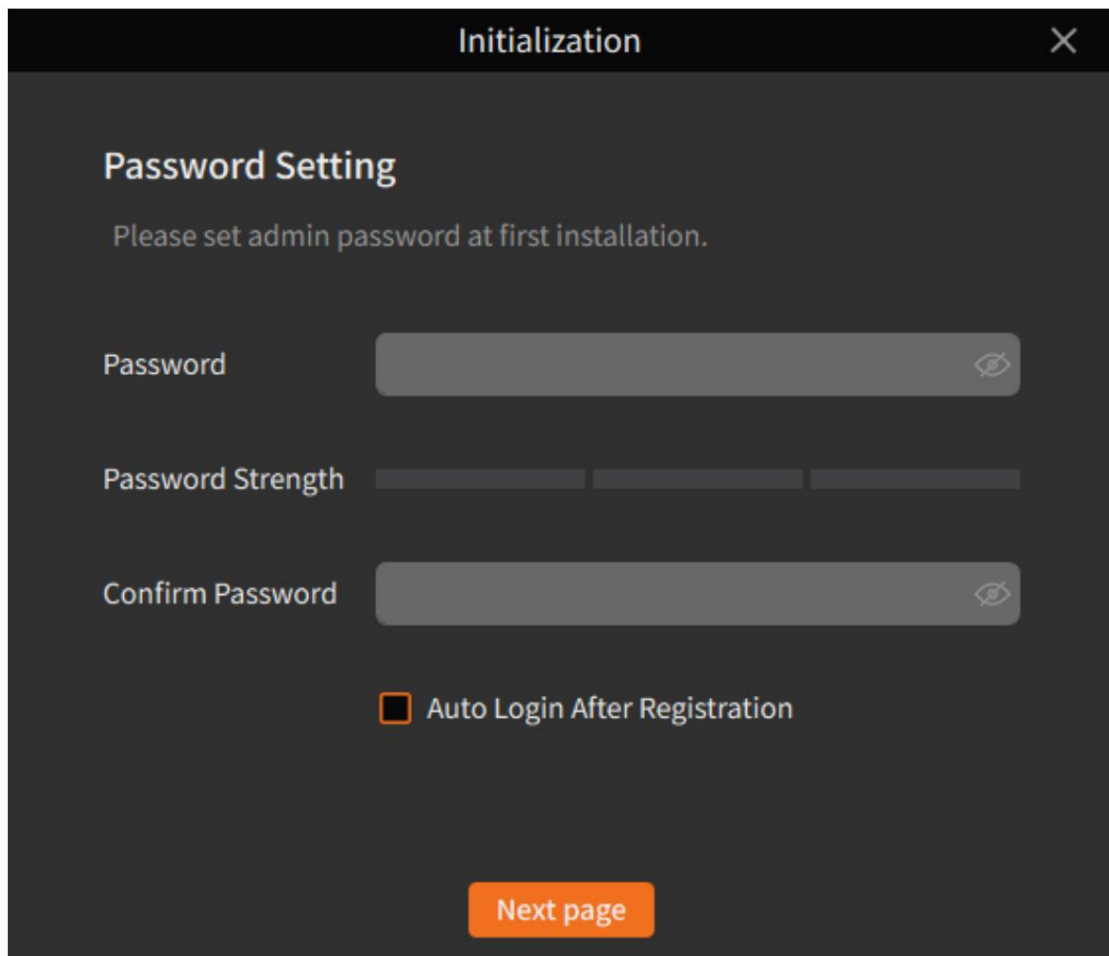 Initialization
Password Setting
Please set admin password at first installation.
Password
Password Strength
Confirm Password
Auto Login After Registration
Next page